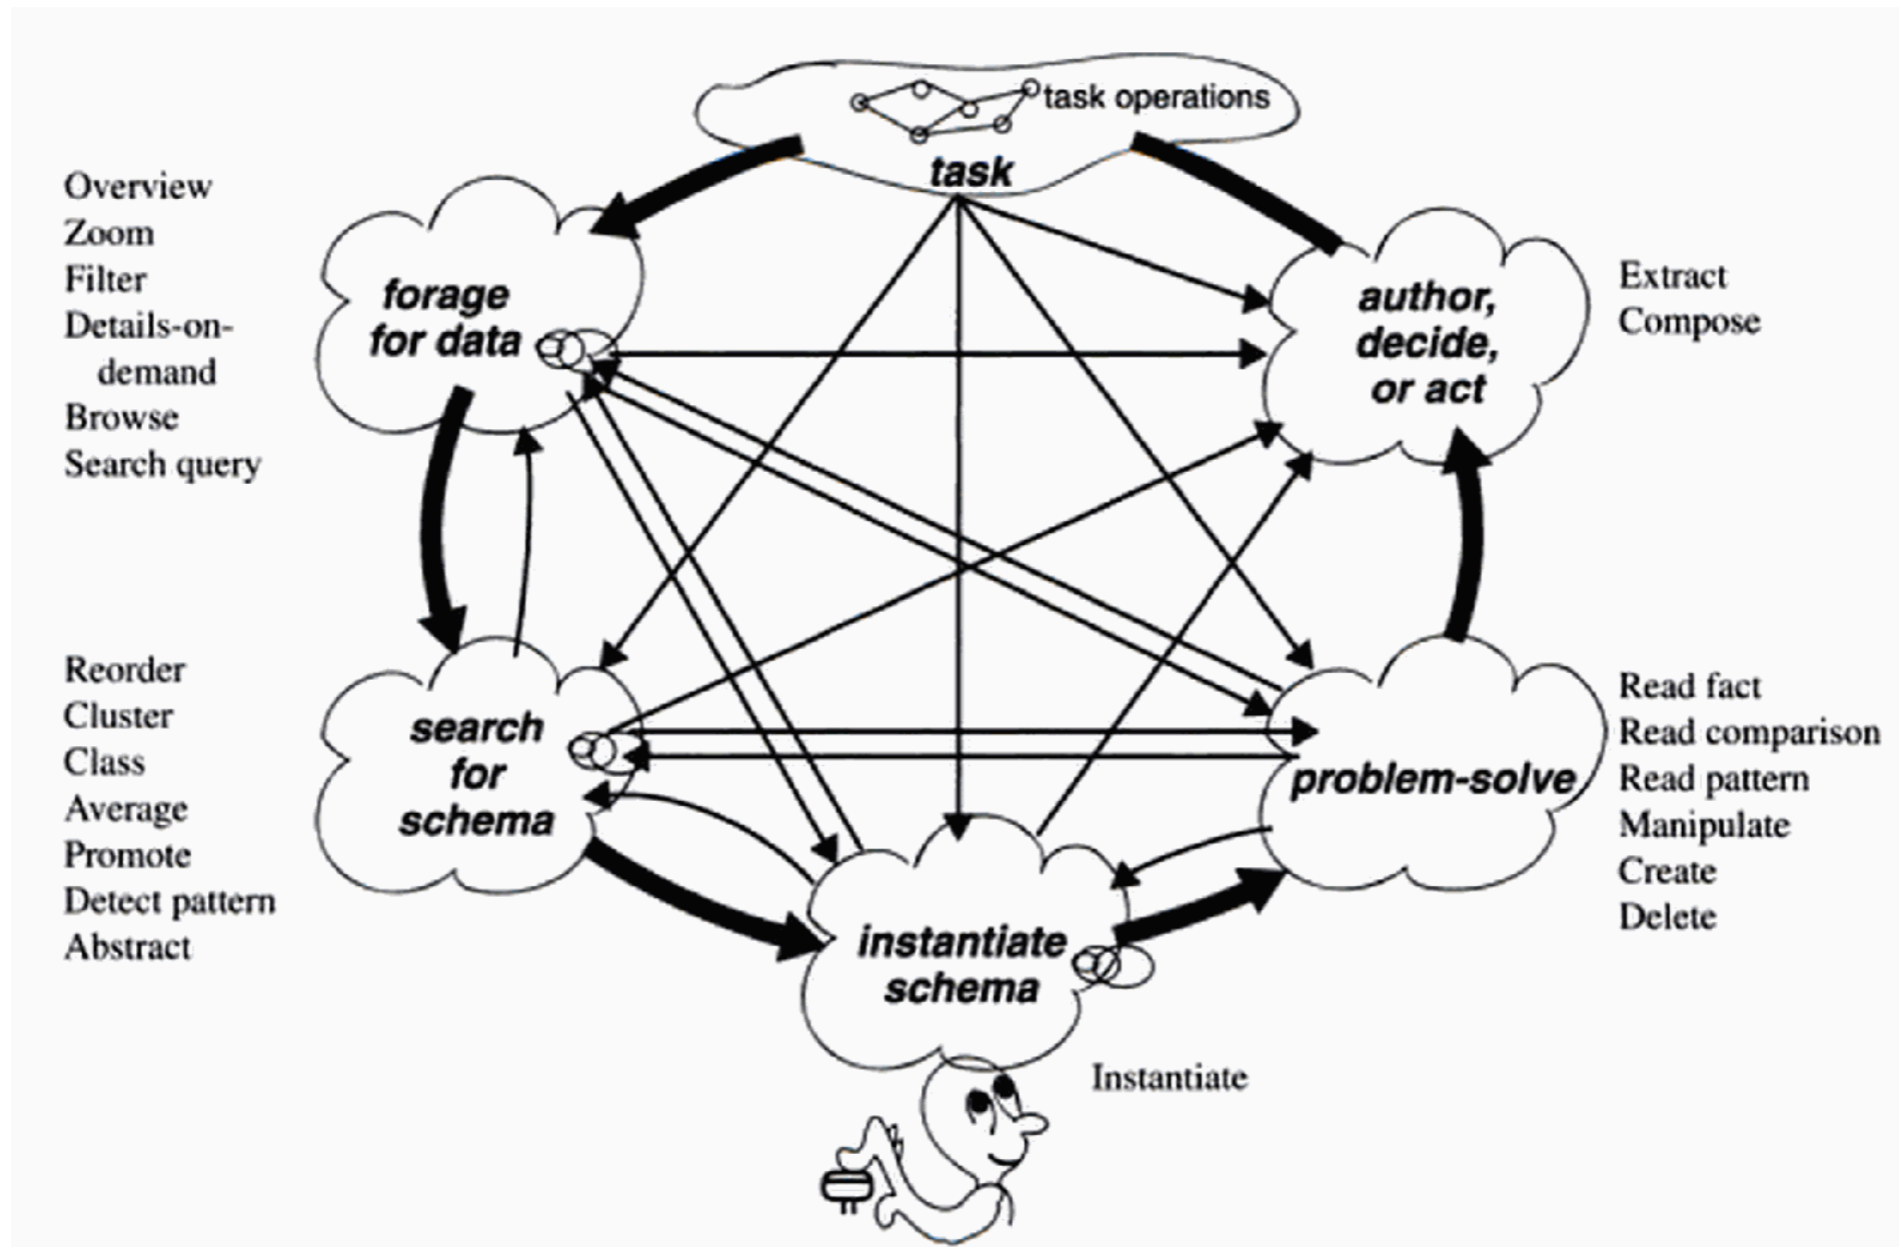 task operations
task
Overview
Zoom
Filter
Details-on-
demand
Browse
Search query
forage
for data
author,
decide,
or act
Extract
Compose
Reorder
Cluster
Class
Average
Promote
Detect pattern
Abstract
search
for
schema
instantiate
schema
Instantiate
problem-solve
Read fact
Read comparison
Read pattern
Manipulate
Create
Delete